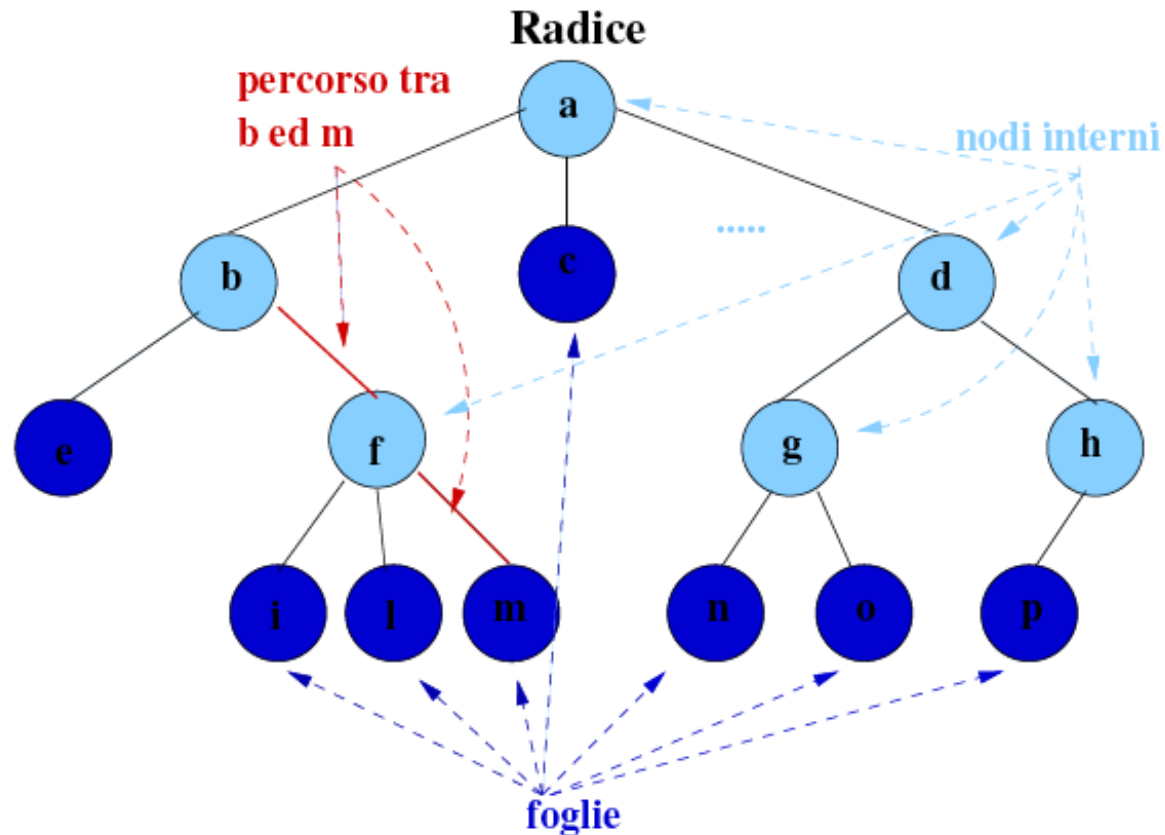 Radice
percorso tra
b ed m
nodi interni
a
.....
b
c
d
e
f
g
h
i
l
m
n
o
p
foglie